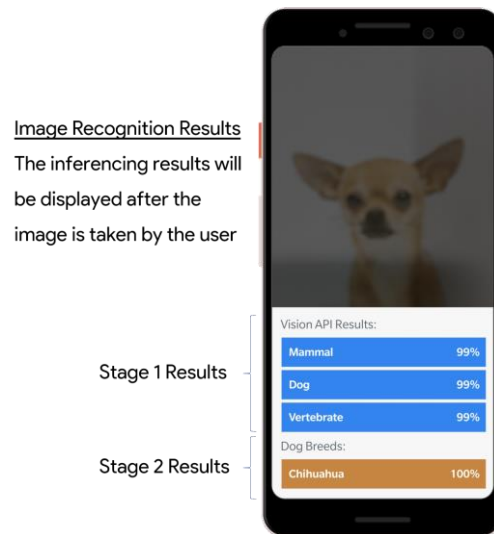 Image Recognition Results
The inferencing results will
be displayed after the
image is taken by the user
Vision API Results:
Mammal 99%
Stage 1 Results
Dog 99%
Vertebrate 99%
Dog Breeds:
Stage 2 Results
Chihuahua 100%